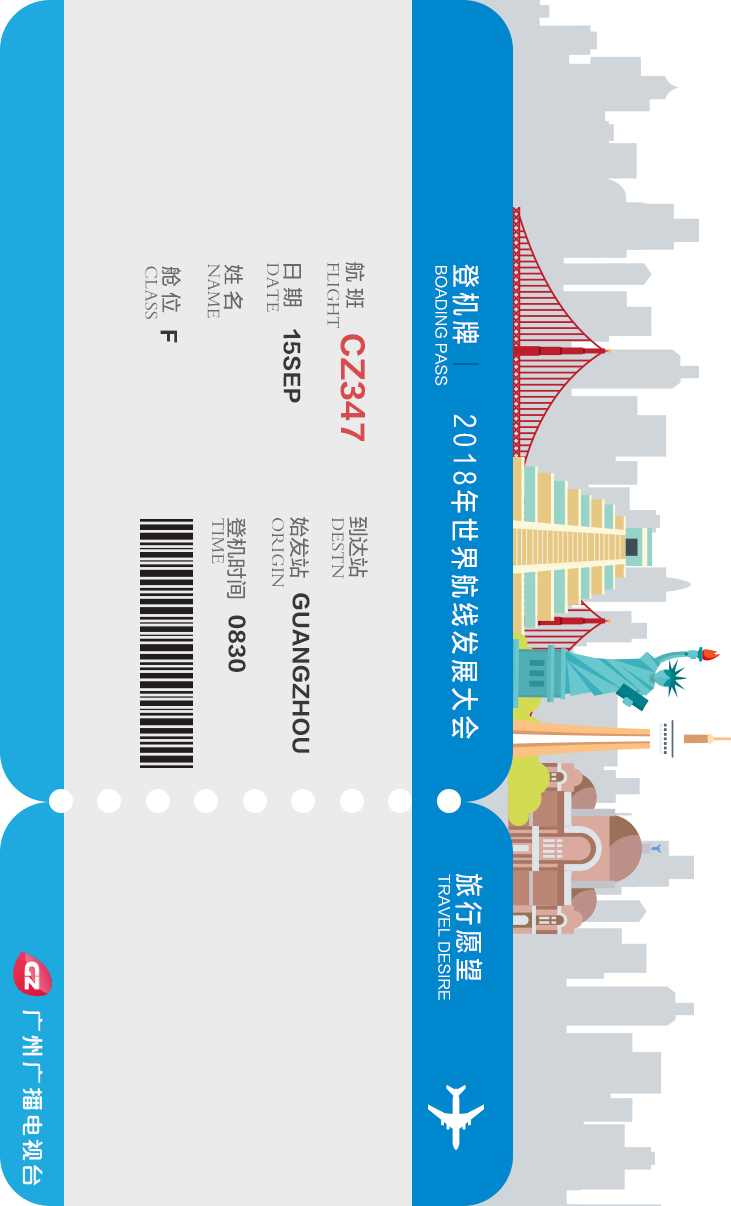 登机牌
BOADING PASS
2018年世界航线发展大会
航班
FLIGHT
CZ347
到达站
DESTN
日期
DATE
15SEP
始发站
ORIGIN
GUANGZHOU
姓名
NAME
登机时间
TIME
0830
舱位
CLASS
F
旅行愿望
TRAVEL DESIRE
GZ
广州广播电视台